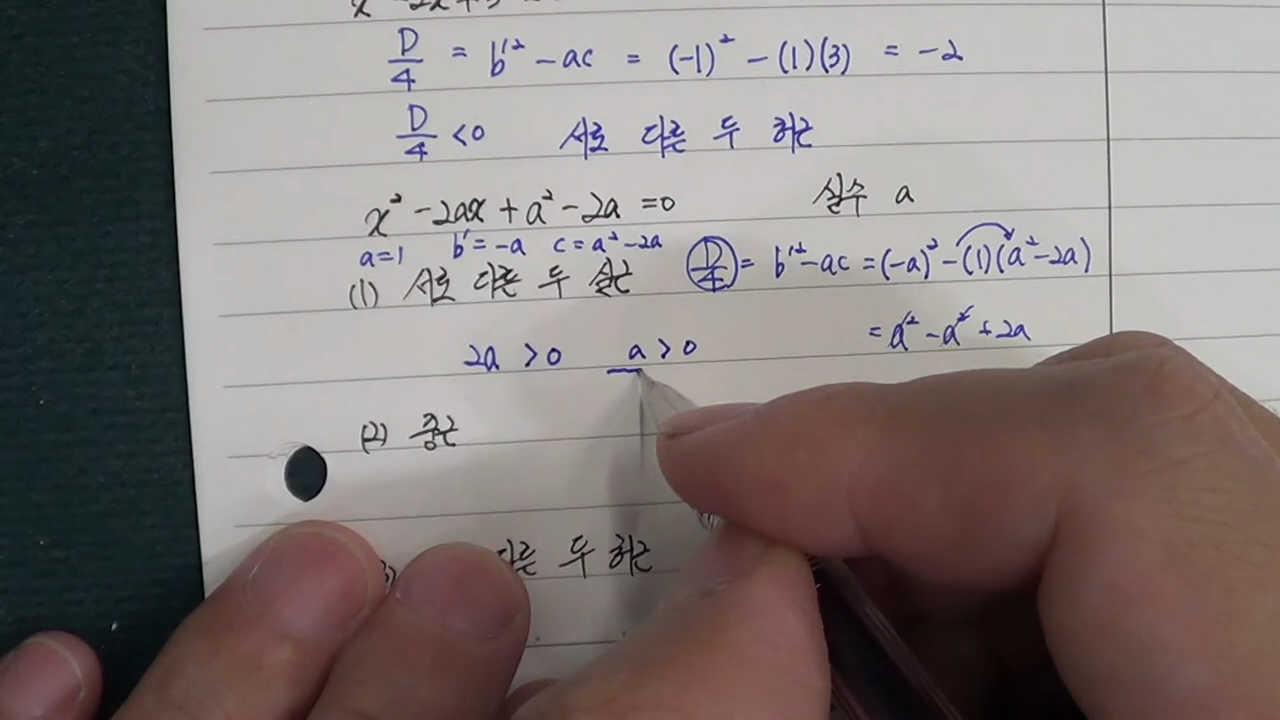 D/4 = b'² - ac = (-1)² - (1)(3) = -2
D/4 < 0 서로 다른 두 허근
x² - 2ax + a² - 2a = 0 실수 a
a=1 b'=-a c=a²-2a
(1) 서로 다른 두 실근 D/4 = b'² - ac = (-a)² - (1)(a² - 2a)
= a² - a² + 2a
2a > 0 a > 0
(2) 중근
다른 두 허근